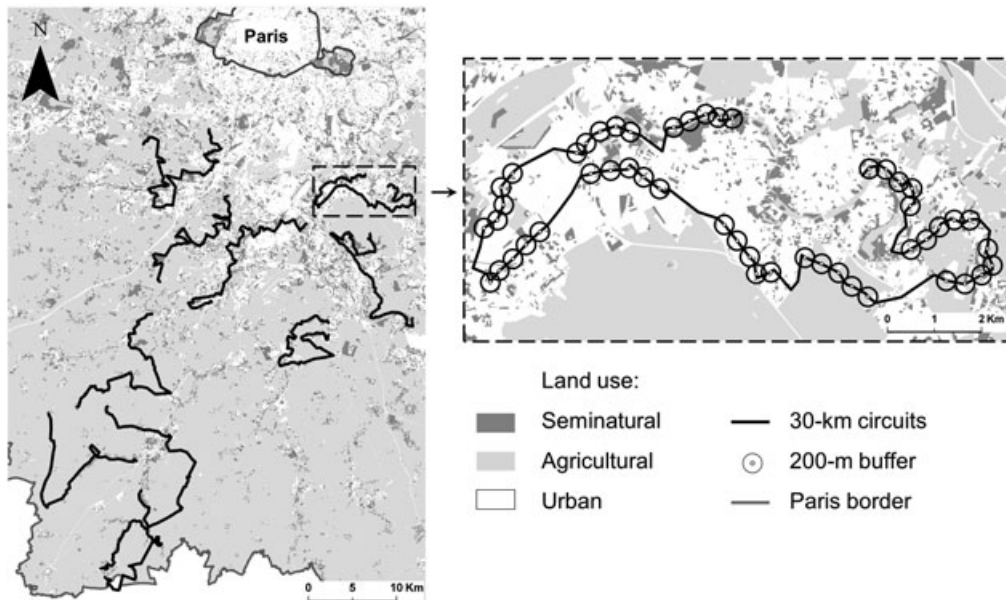 N
Paris
0 5 10 Km
0 1 2 Km
Land use:
Seminatural
Agricultural
Urban
30-km circuits
200-m buffer
Paris border